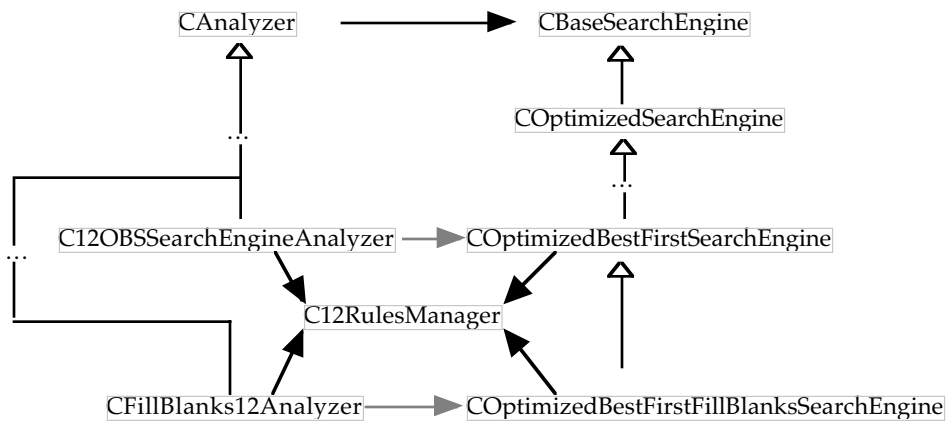 CAnalyzer
CBaseSearchEngine
COptimizedSearchEngine
...
...
C12OBSSearchEngineAnalyzer
COptimizedBestFirstSearchEngine
...
C12RulesManager
CFillBlanks12Analyzer
COptimizedBestFirstFillBlanksSearchEngine